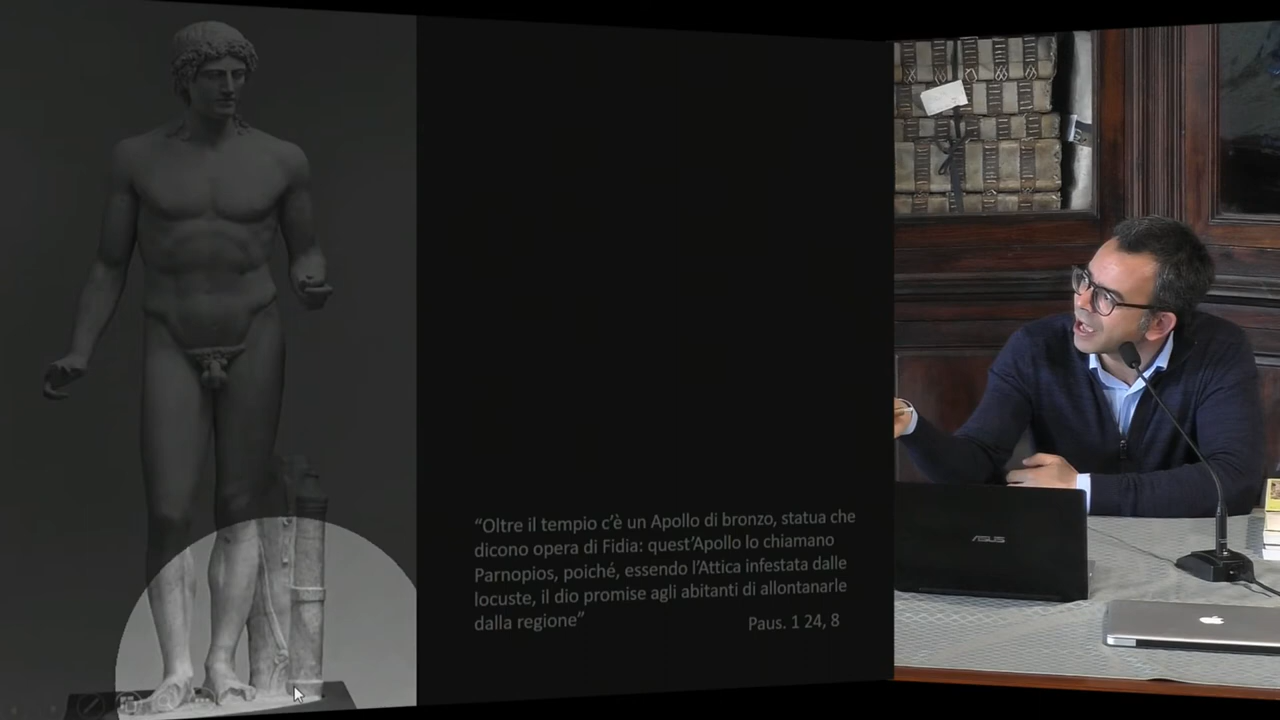 “Oltre il tempio c’è un Apollo di bronzo, statua che
dicono opera di Fidia: quest’Apollo lo chiamano
Parnopios, poiché, essendo l’Attica infestata dalle
locuste, il dio promise agli abitanti di allontanarle
dalla regione”
Paus. 1 24, 8
ASUS